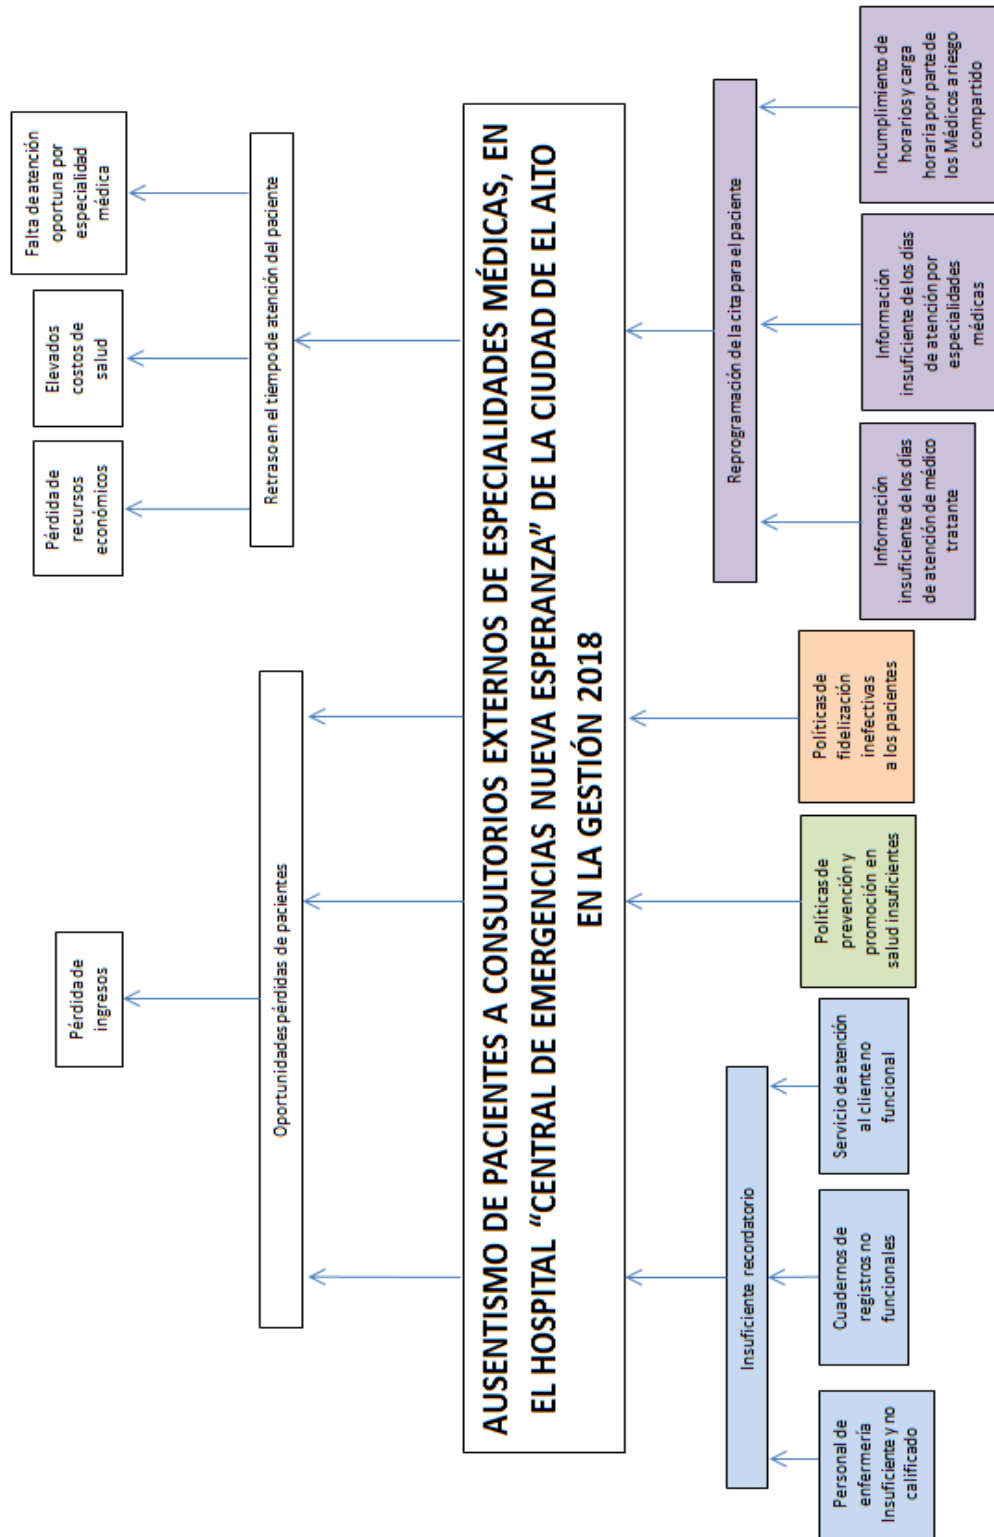 Pérdida de
ingresos
Pérdida de
recursos
económicos
Elevados
costos de
salud
Falta de atención
oportuna por
especialidad
médica
Oportunidades pérdidas de pacientes
Retraso en el tiempo de atención del paciente
AUSENTISMO DE PACIENTES A CONSULTORIOS EXTERNOS DE ESPECIALIDADES MÉDICAS, EN
EL HOSPITAL “CENTRAL DE EMERGENCIAS NUEVA ESPERANZA” DE LA CIUDAD DE EL ALTO
EN LA GESTIÓN 2018
Insuficiente recordatorio
Reprogramación de la cita para el paciente
Personal de
enfermería
Insuficiente y no
calificado
Cuadernos de
registros no
funcionales
Servicio de atención
al cliente no
funcional
Políticas de
prevención y
promoción en
salud insuficientes
Políticas de
fidelización
inefectivas
a los pacientes
Información
insuficiente de los días
de atención de médico
tratante
Información
insuficiente de los días
de atención por
especialidades
médicas
Incumplimiento de
horarios y carga
horaria por parte de
los Médicos a riesgo
compartido